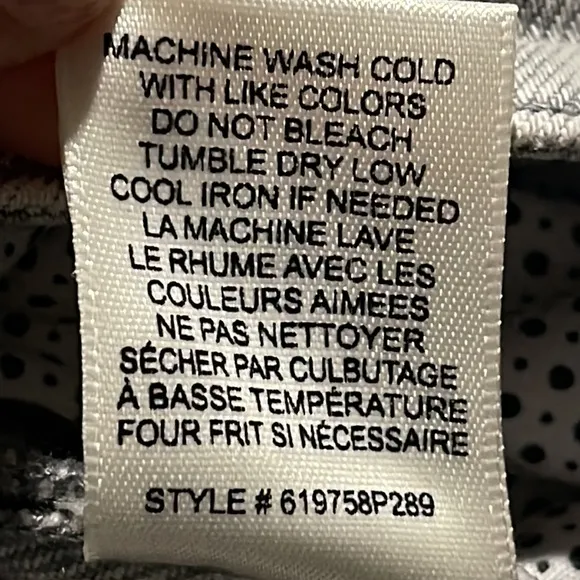 MACHINE WASH COLD
WITH LIKE COLORS
DO NOT BLEACH
TUMBLE DRY LOW
COOL IRON IF NEEDED
LA MACHINE LAVE
LE RHUME AVEC LES
COULEURS AIMEES
NE PAS NETTOYER
SÉCHER PAR CULBUTAGE
À BASSE TEMPÉRATURE
FOUR FRIT SI NÉCESSAIRE
STYLE # 619758P289